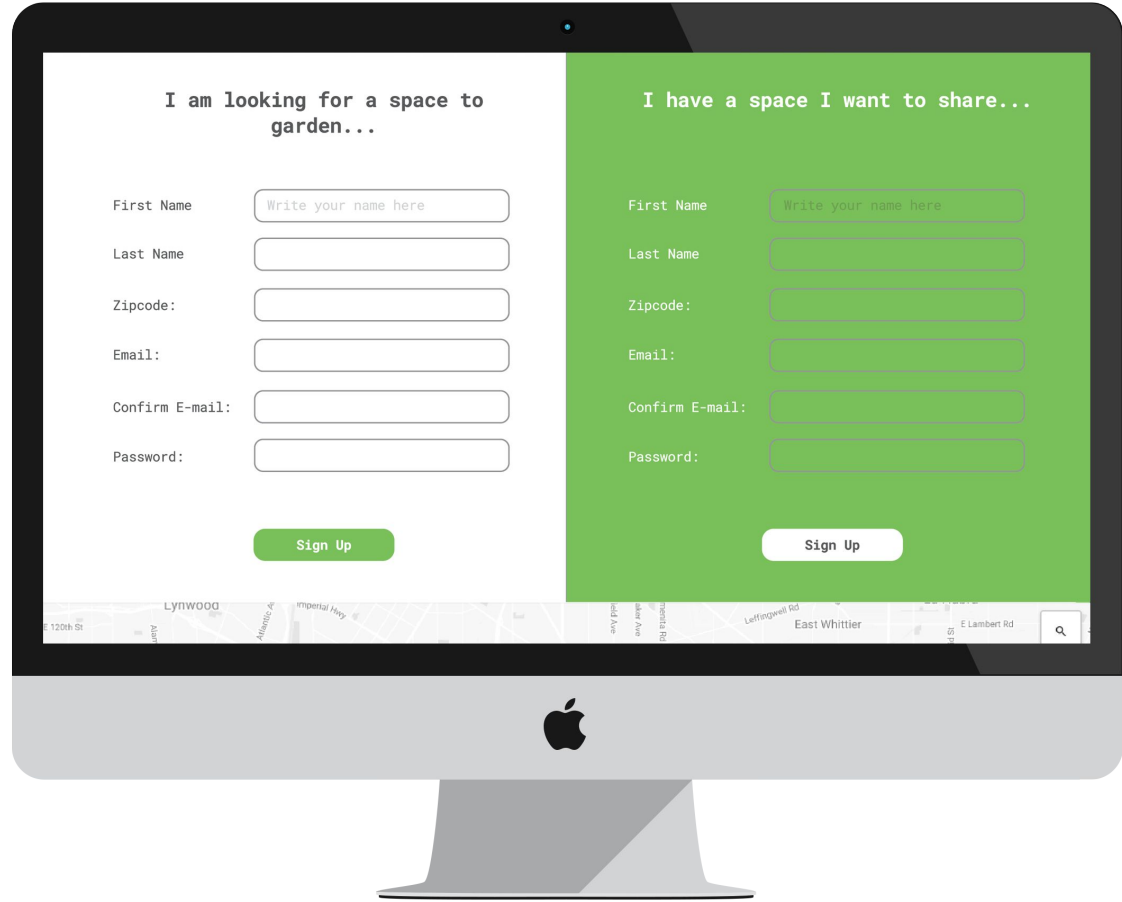 I am looking for a space to
garden...
First Name
Write your name here
Last Name
Zipcode:
Email:
Confirm E-mail:
Password:
Sign Up
I have a space I want to share...
First Name
Write your name here
Last Name
Zipcode:
Email:
Confirm E-mail:
Password:
Sign Up
Lynwood
E 120th St
Atlantic
Imperial Hwy
Leffingwell Rd
East Whittier
E Lambert Rd